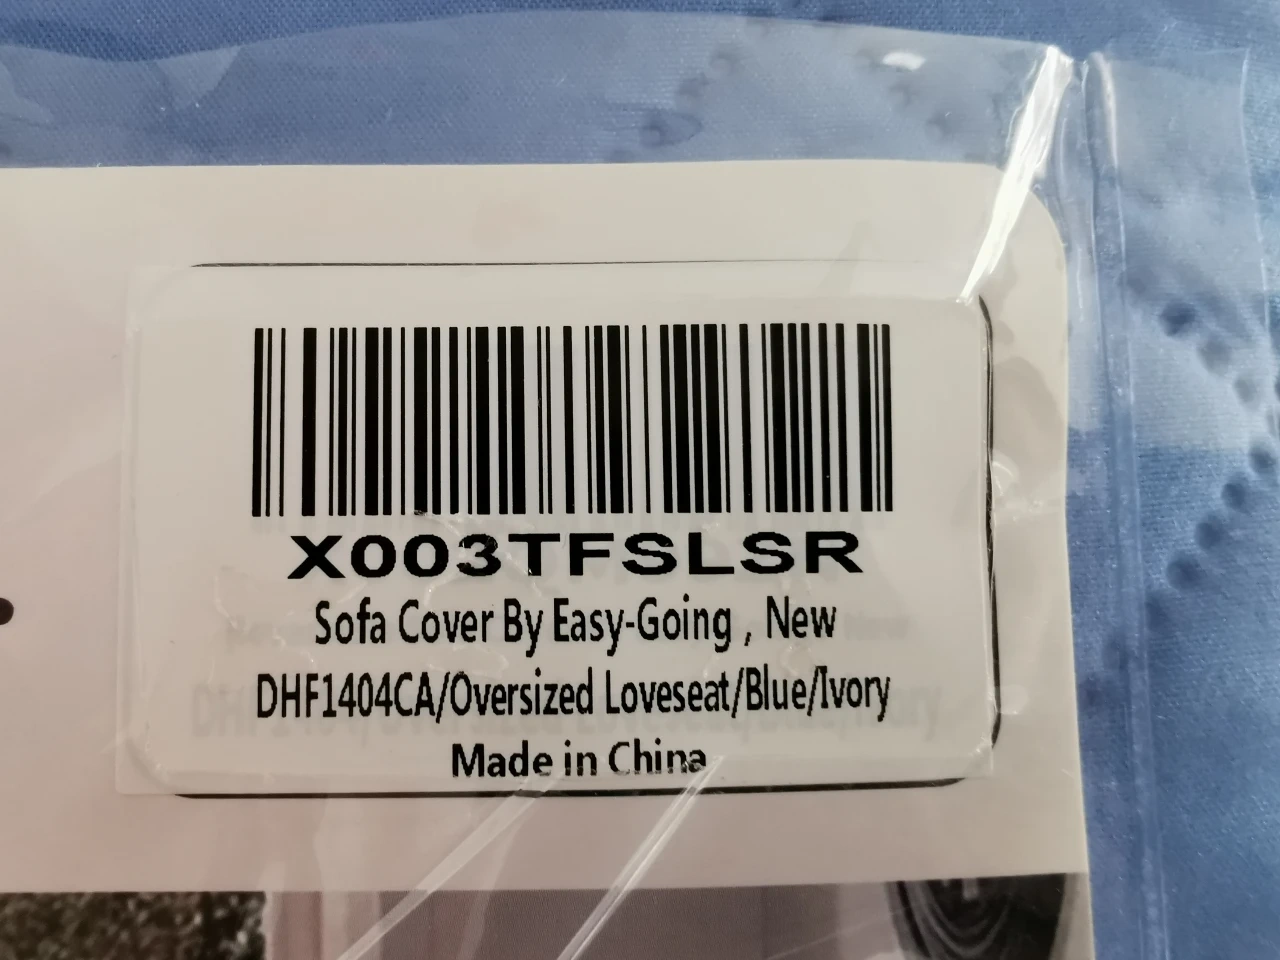 X003TFSLSR
Sofa Cover By Easy-Going , New
DHF1404CA/Oversized Loveseat/Blue/Ivory
Made in China